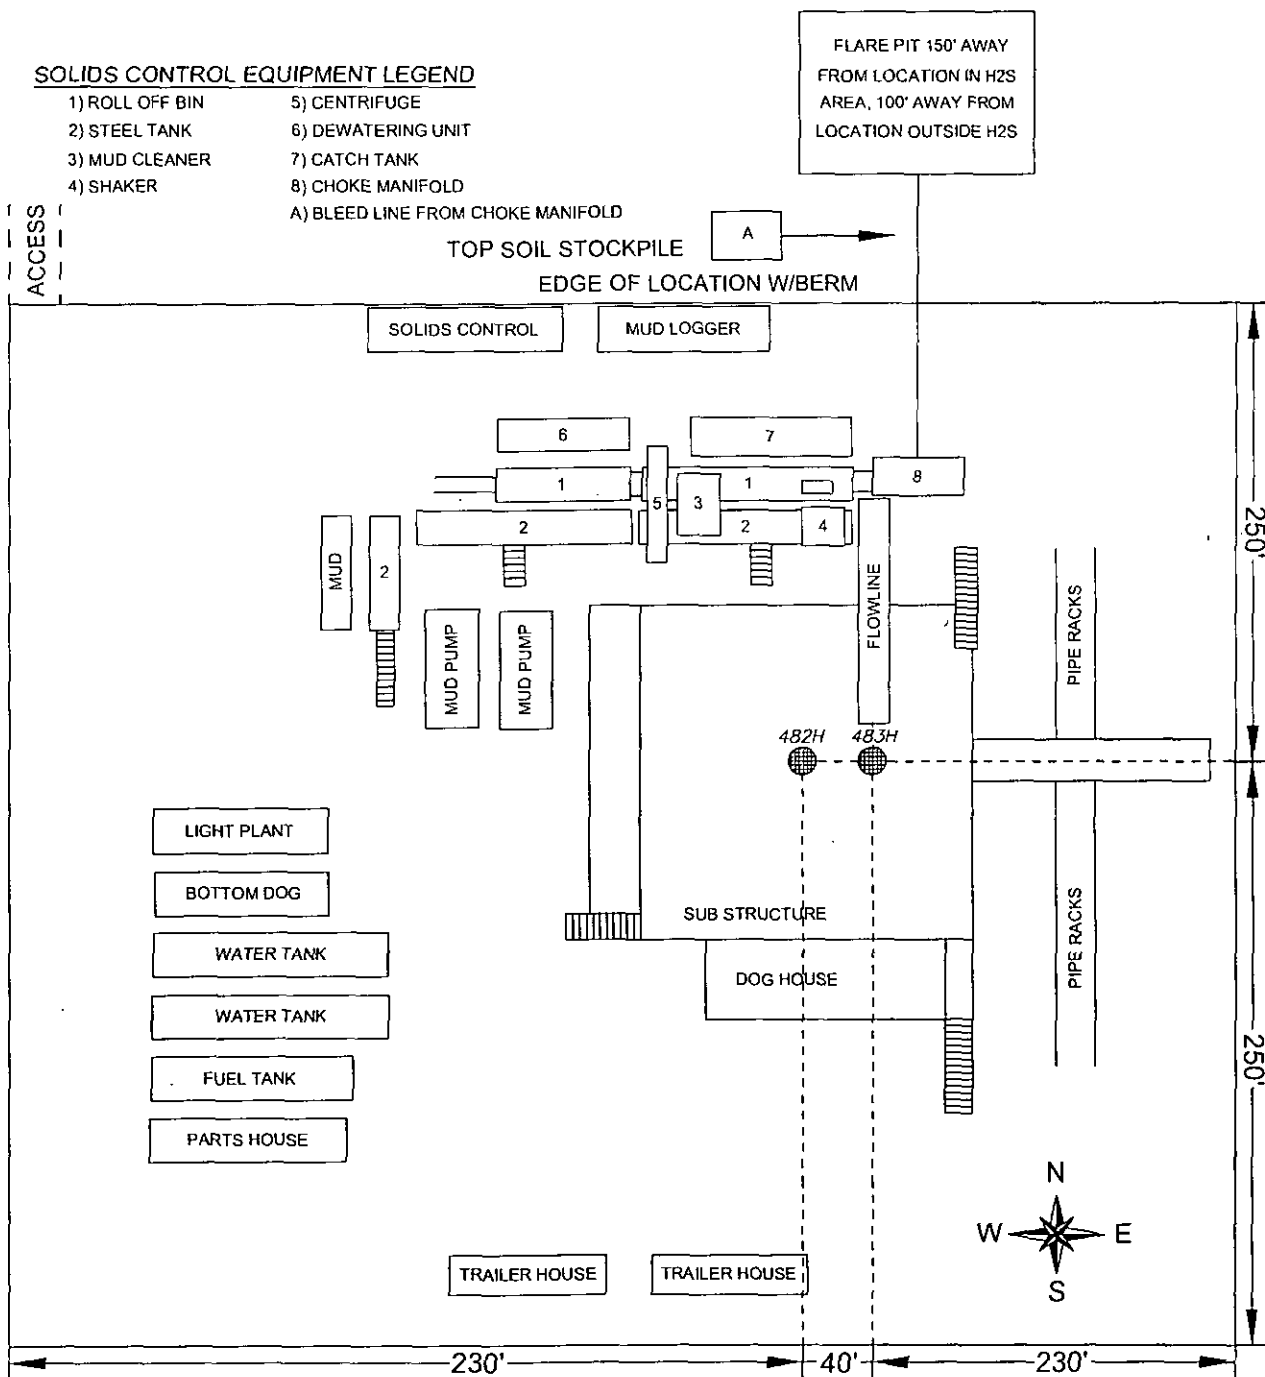 FLARE PIT 150' AWAY
FROM LOCATION IN H2S
AREA, 100' AWAY FROM
LOCATION OUTSIDE H2S
SOLIDS CONTROL EQUIPMENT LEGEND
1) ROLL OFF BIN
2) STEEL TANK
3) MUD CLEANER
4) SHAKER
5) CENTRIFUGE
6) DEWATERING UNIT
7) CATCH TANK
8) CHOKE MANIFOLD
A) BLEED LINE FROM CHOKE MANIFOLD
ACCESS
TOP SOIL STOCKPILE
A
EDGE OF LOCATION W/BERM
SOLIDS CONTROL
MUD LOGGER
6
7
1
5
3
1
8
2
2
4
MUD
2
MUD PUMP
MUD PUMP
FLOWLINE
PIPE RACKS
250'
482H
483H
LIGHT PLANT
BOTTOM DOG
WATER TANK
WATER TANK
FUEL TANK
PARTS HOUSE
SUB STRUCTURE
DOG HOUSE
PIPE RACKS
250'
N
W
E
S
TRAILER HOUSE
TRAILER HOUSE
230'
40'
230'